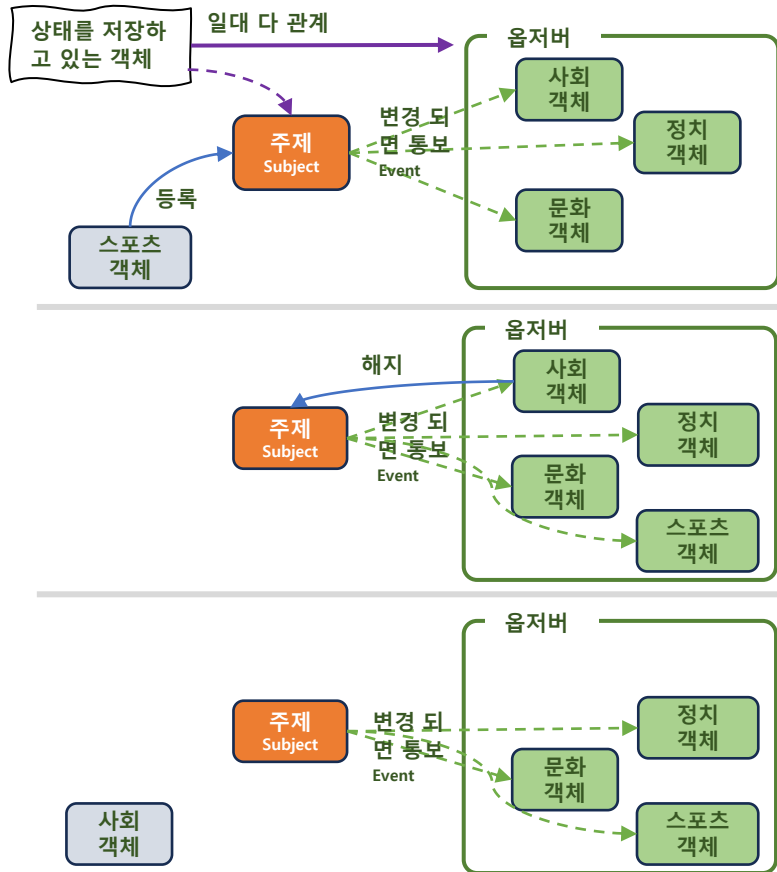 상태를 저장하
고 있는 객체
일대 다 관계
옵저버
사회
객체
변경 되
면 통보
Event
정치
객체
주제
Subject
등록
문화
객체
스포츠
객체
옵저버
해지
사회
객체
주제
Subject
변경 되
면 통보
Event
정치
객체
문화
객체
스포츠
객체
옵저버
주제
Subject
변경 되
면 통보
Event
정치
객체
문화
객체
사회
객체
스포츠
객체